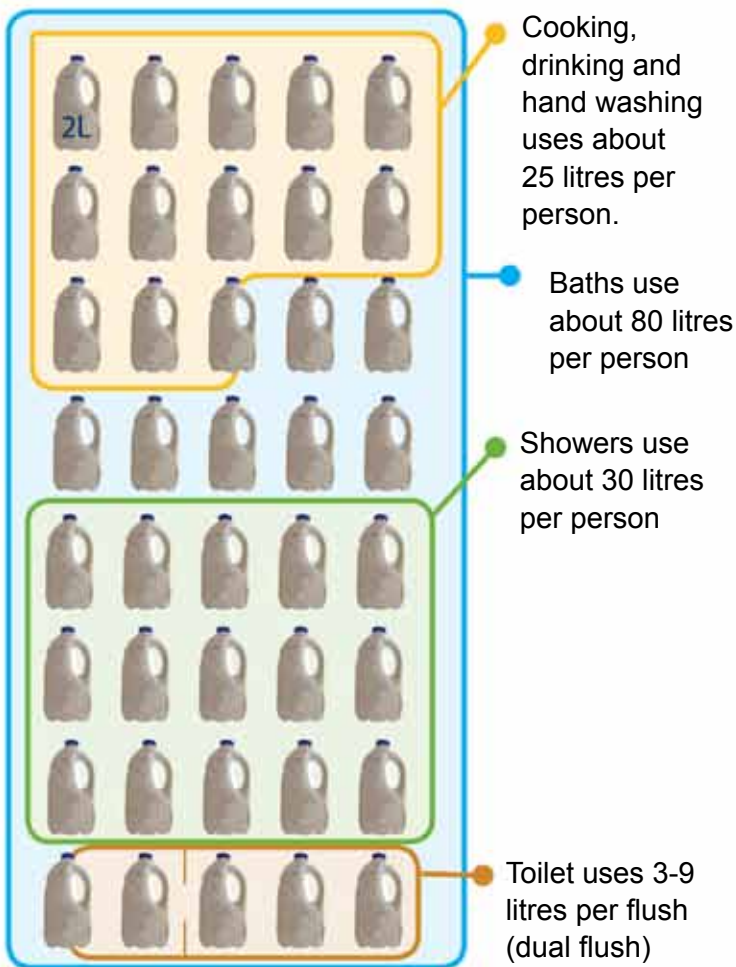 2L
Cooking,
drinking and
hand washing
uses about
25 litres per
person.
Baths use
about 80 litres
per person
Showers use
about 30 litres
per person
Toilet uses 3-9
litres per flush
(dual flush)